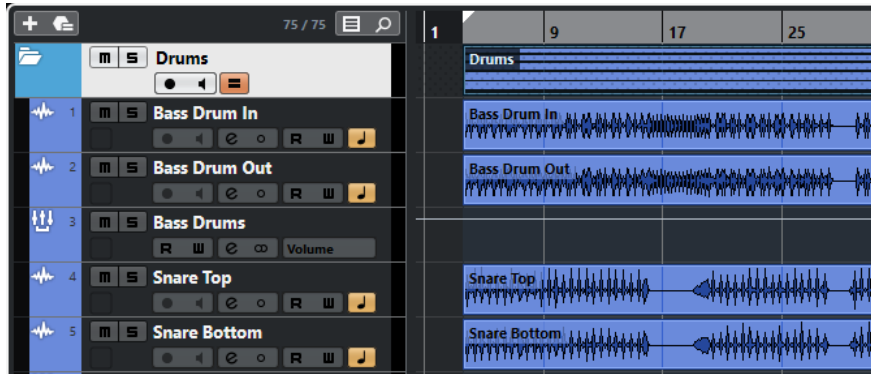 75 / 75
1 9 17 25
m S Drums
Drums
1 m S Bass Drum In
e R W
Bass Drum In
2 m S Bass Drum Out
e R W
Bass Drum Out
3 m S Bass Drums
R W e Volume
4 m S Snare Top
e R W
Snare Top
5 m S Snare Bottom
e R W
Snare Bottom